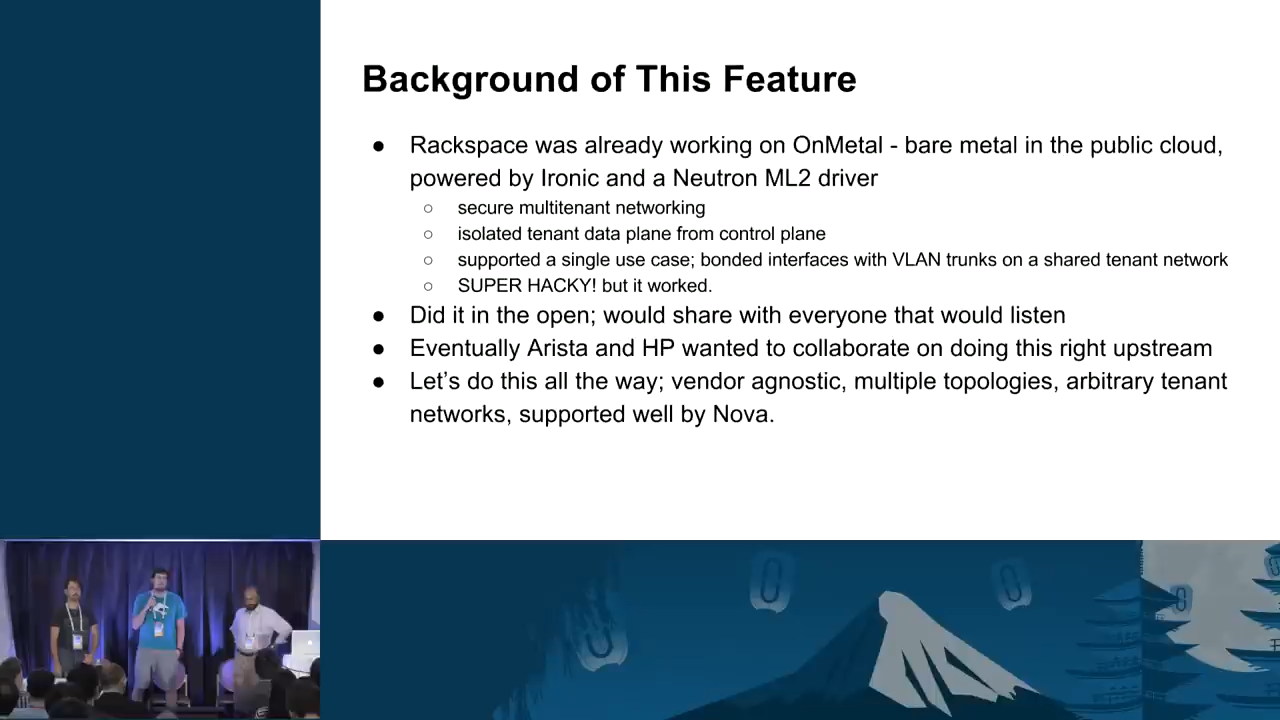 Background of This Feature
● Rackspace was already working on OnMetal - bare metal in the public cloud,
powered by Ironic and a Neutron ML2 driver
○ secure multitenant networking
○ isolated tenant data plane from control plane
○ supported a single use case; bonded interfaces with VLAN trunks on a shared tenant network
○ SUPER HACKY! but it worked.
● Did it in the open; would share with everyone that would listen
● Eventually Arista and HP wanted to collaborate on doing this right upstream
● Let’s do this all the way; vendor agnostic, multiple topologies, arbitrary tenant
networks, supported well by Nova.